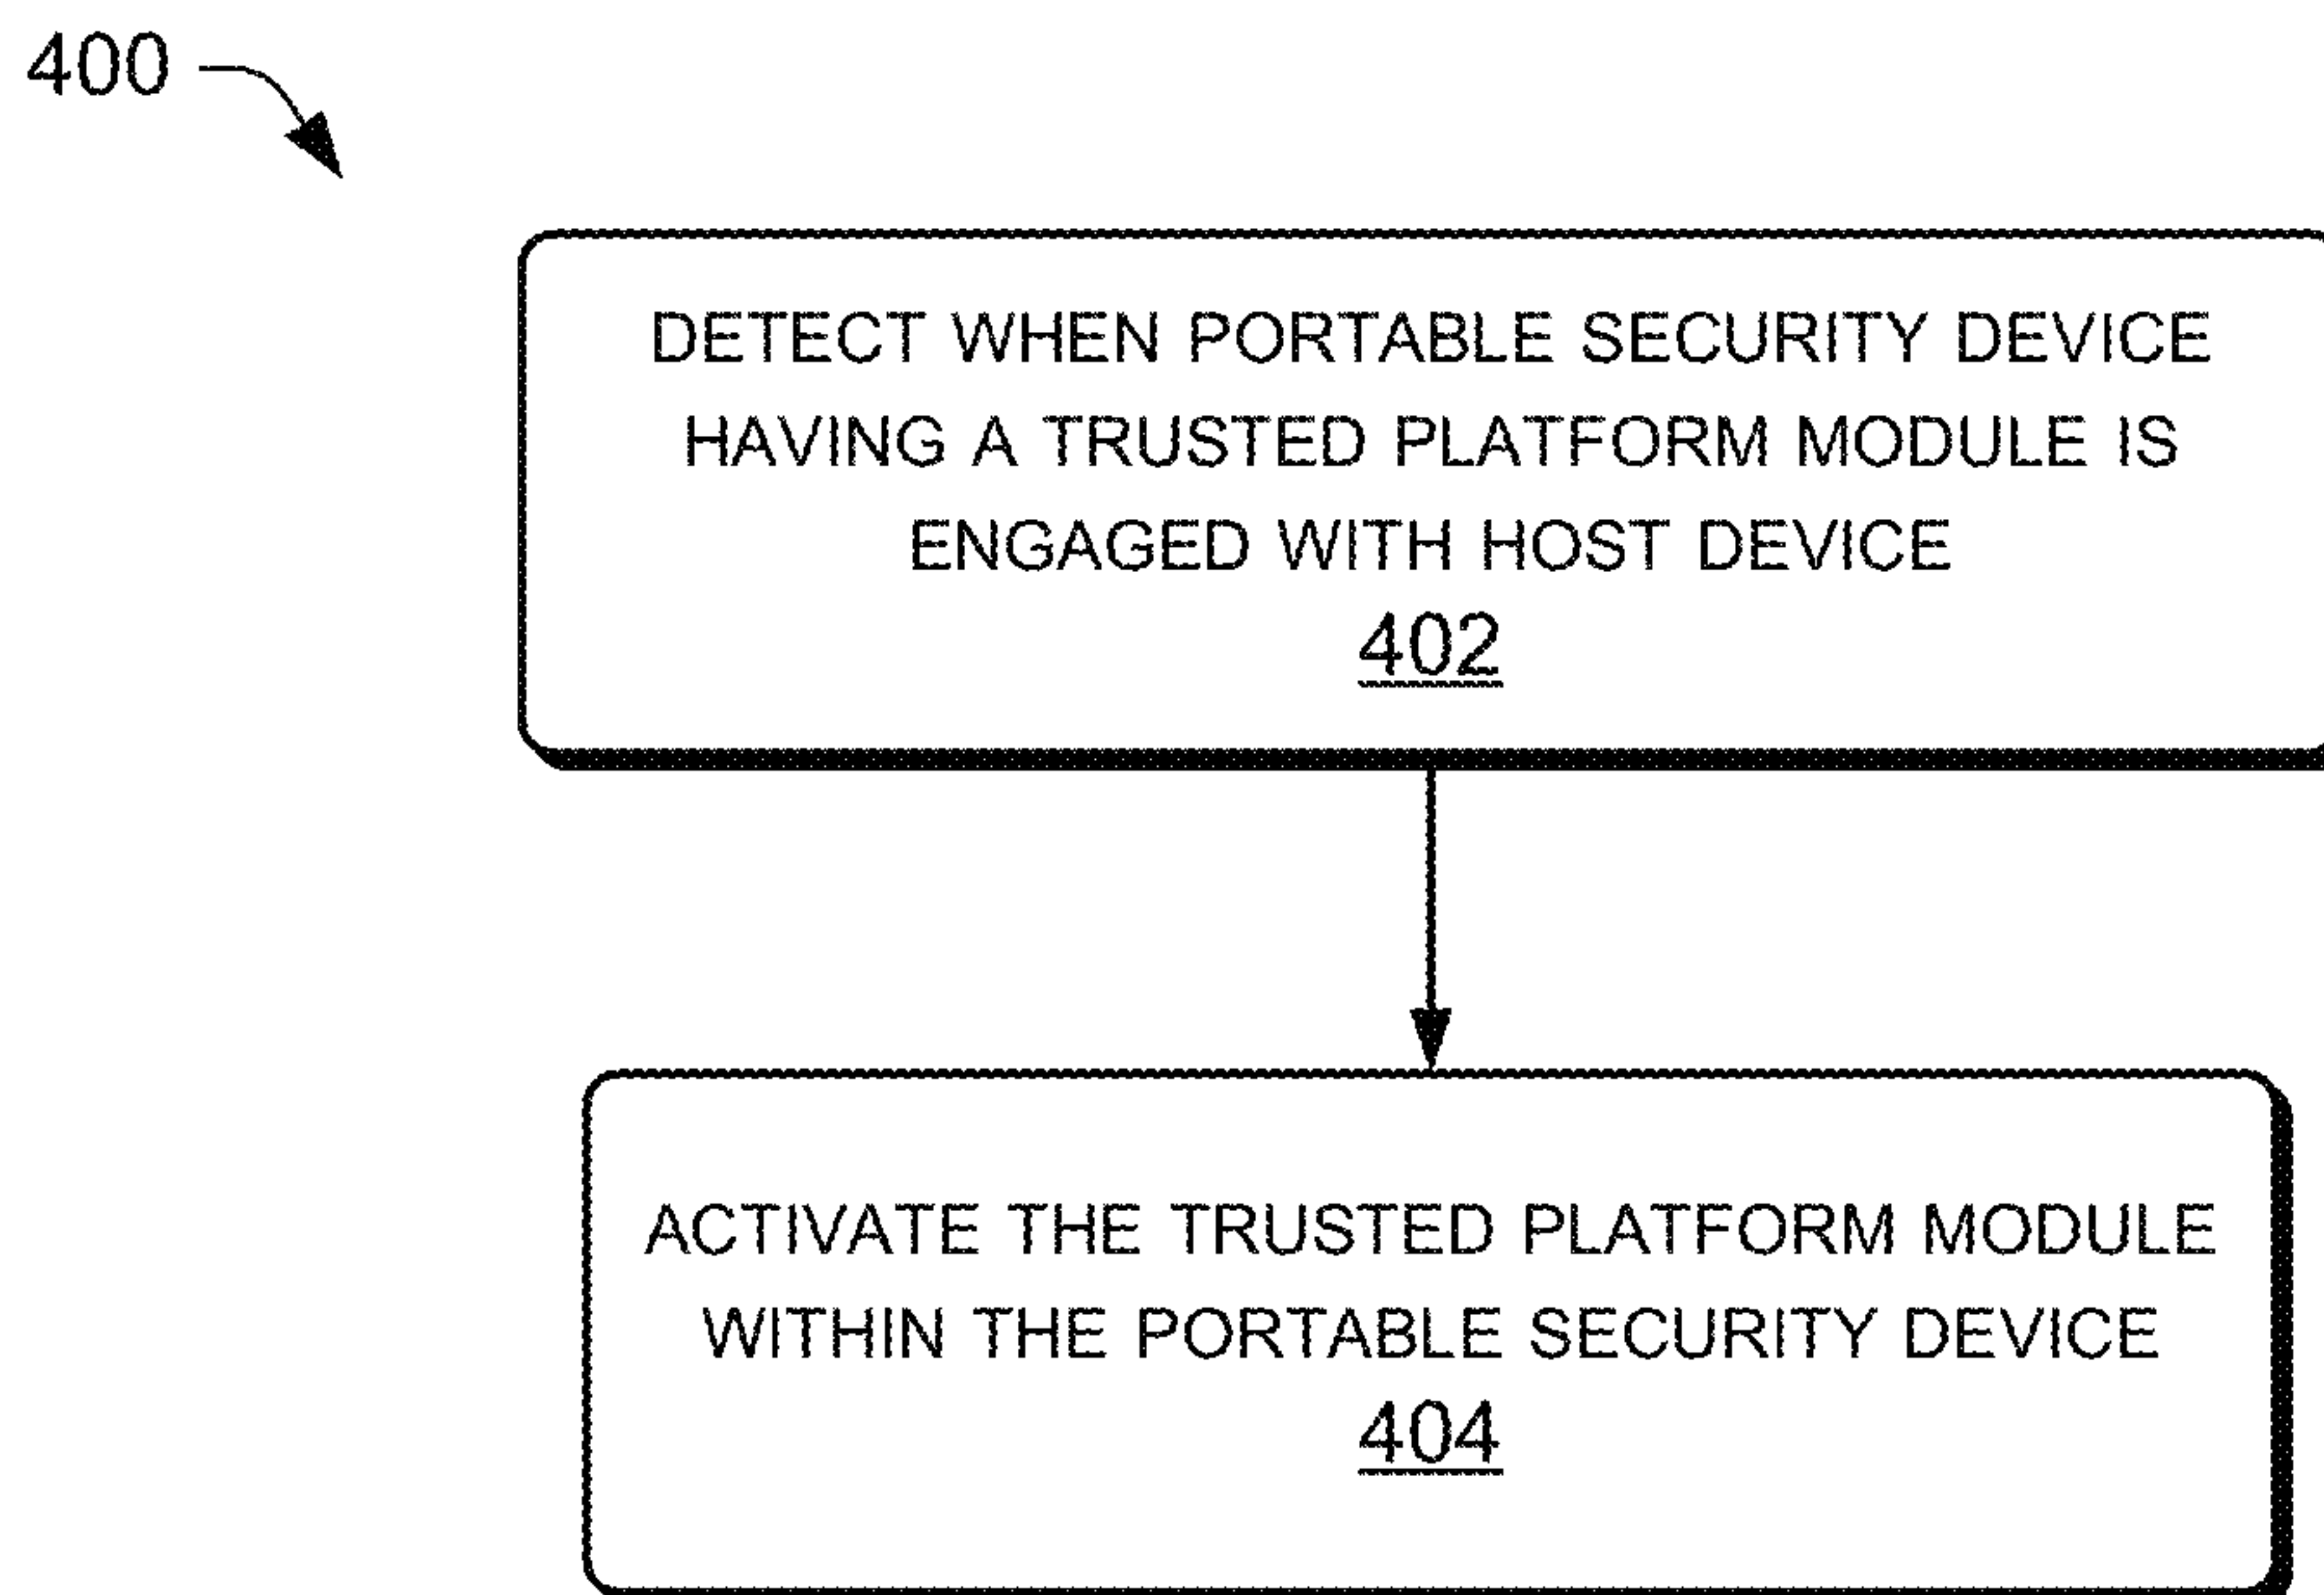 400
DETECT WHEN PORTABLE SECURITY DEVICE
HAVING A TRUSTED PLATFORM MODULE IS
ENGAGED WITH HOST DEVICE
402
ACTIVATE THE TRUSTED PLATFORM MODULE
WITHIN THE PORTABLE SECURITY DEVICE
404